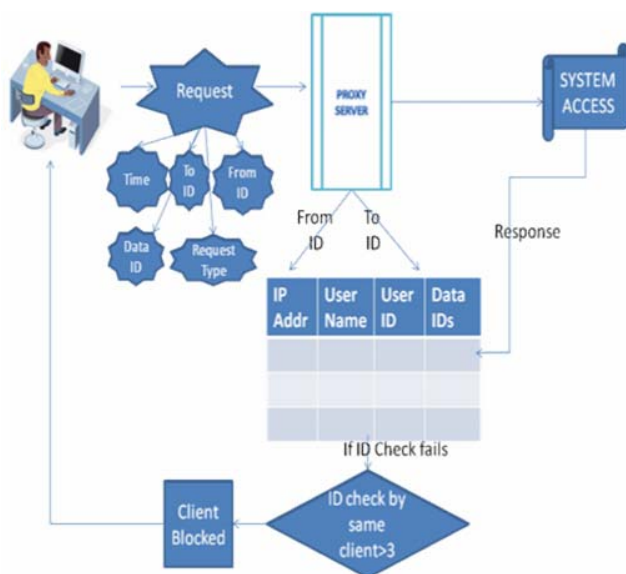 Request
PROXY
SERVER
SYSTEM
ACCESS
Time
To
ID
From
ID
Data
ID
Request
Type
From
ID
To
ID
Response
IP
Addr
User
Name
User
ID
Data
IDs
If ID Check fails
ID check by
same
client>3
Client
Blocked